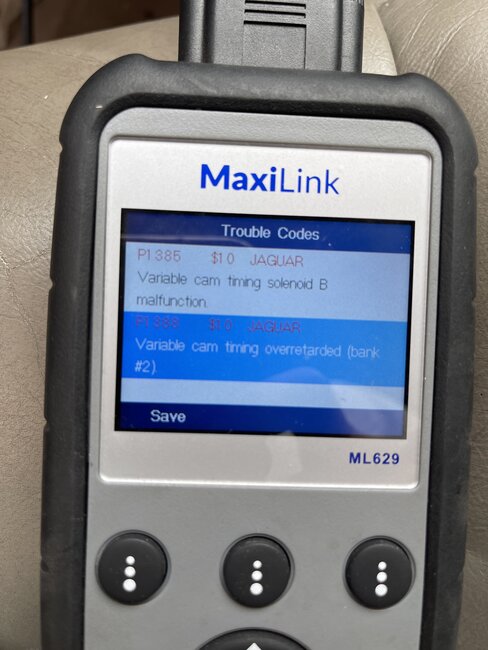 MaxiLink
Trouble Codes
P1385 $10 JAGUAR
Variable cam timing solenoid B
malfunction.
P1388 $10 JAGUAR
Variable cam timing overretarded (bank
#2).
Save
ML629